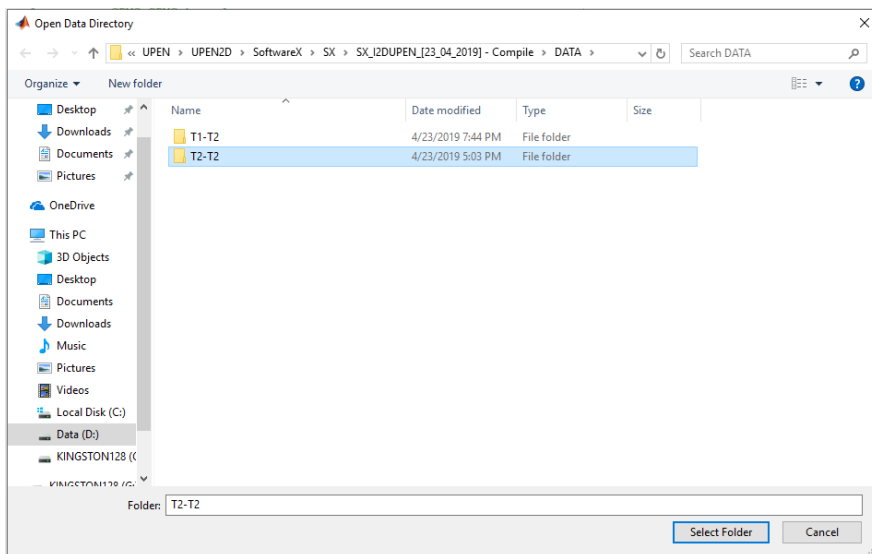 Open Data Directory
« UPEN > UPEN2D > SoftwareX > SX > SX_I2DUPEN_[23_04_2019] - Compile > DATA >
Search DATA
Organize
New folder
Name
Date modified
Type
Size
T1-T2
4/23/2019 7:44 PM
File folder
T2-T2
4/23/2019 5:03 PM
File folder
Desktop
Downloads
Documents
Pictures
OneDrive
This PC
3D Objects
Desktop
Documents
Downloads
Music
Pictures
Videos
Local Disk (C:)
Data (D:)
KINGSTON128 (
KINGSTON128 (G:
Folder: T2-T2
Select Folder
Cancel